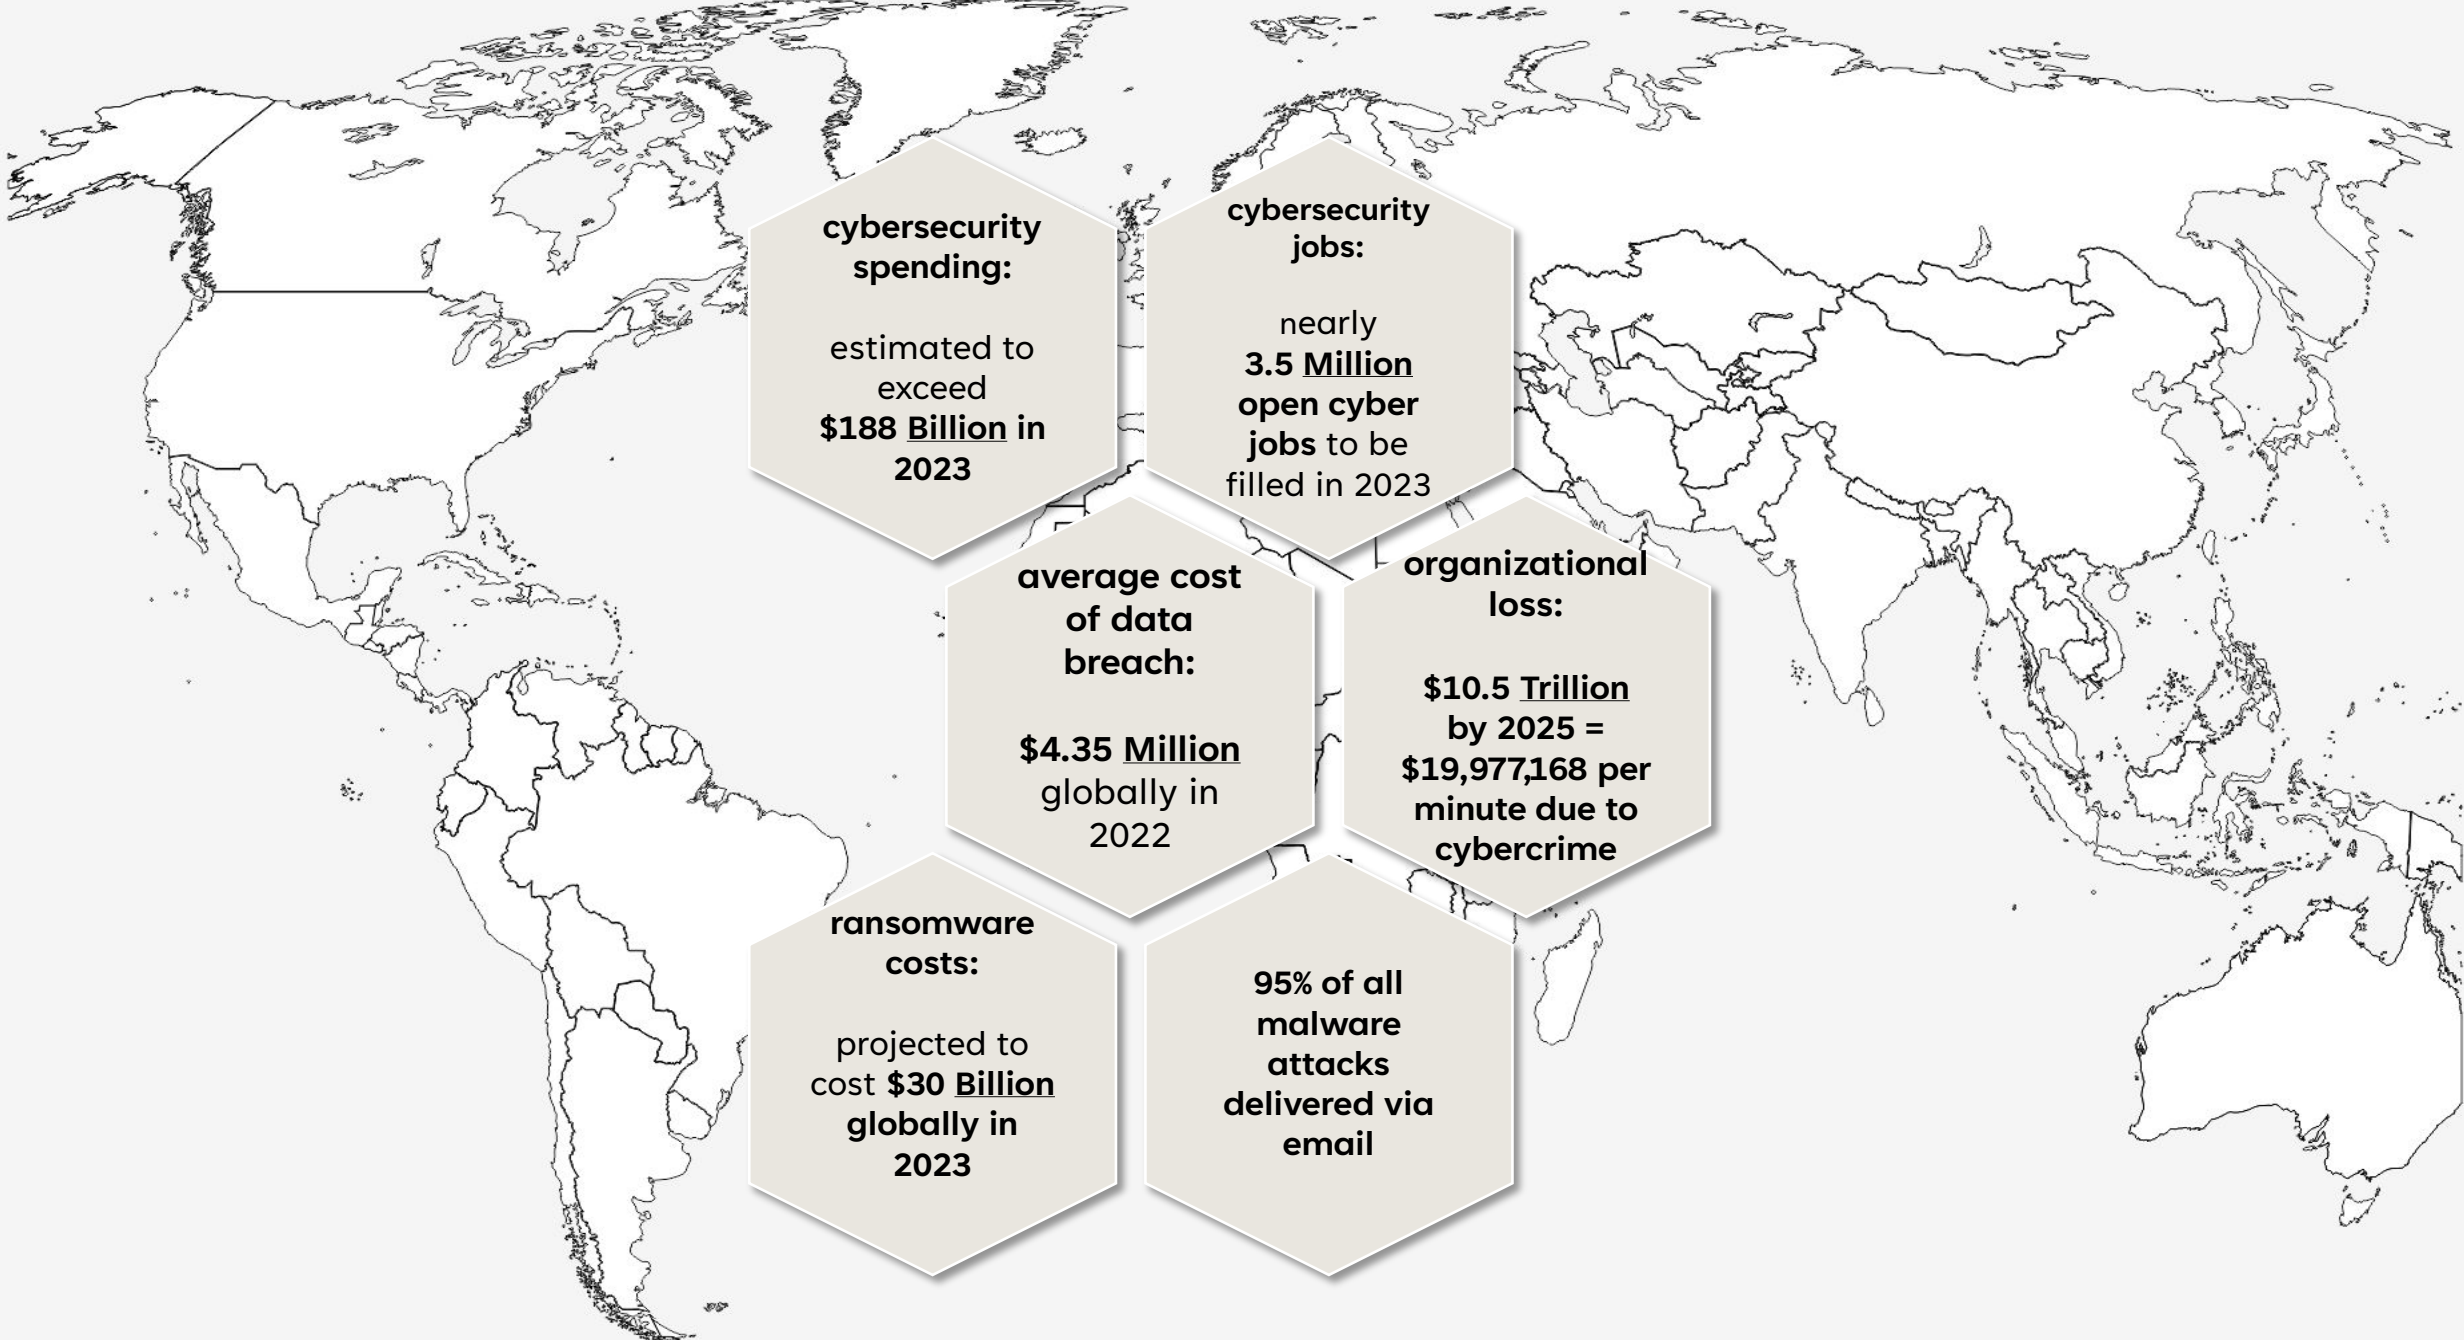 cybersecurity
spending:
estimated to
exceed
$188 Billion in
2023
cybersecurity
jobs:
nearly
3.5 Million
open cyber
jobs to be
filled in 2023
average cost
of data
breach:
$4.35 Million
globally in
2022
organizational
loss:
$10.5 Trillion
by 2025 =
$19,977,168 per
minute due to
cybercrime
ransomware
costs:
projected to
cost $30 Billion
globally in
2023
95% of all
malware
attacks
delivered via
email